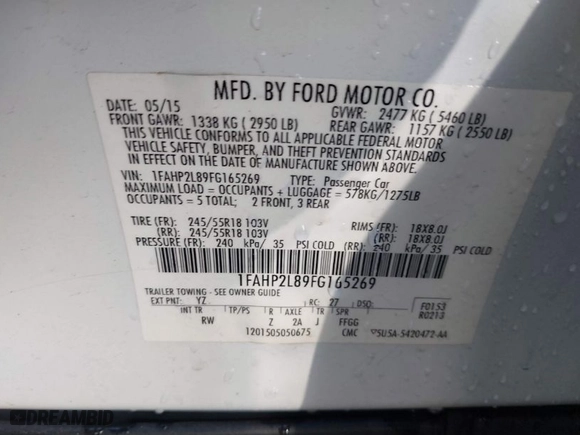 MFD. BY FORD MOTOR CO.
DATE: 05/15 GVWR: 2477 KG ( 5460 LB)
FRONT GAWR: 1338 KG ( 2950 LB) REAR GAWR: 1157 KG ( 2550 LB)
THIS VEHICLE CONFORMS TO ALL APPLICABLE FEDERAL MOTOR
VEHICLE SAFETY, BUMPER, AND THEFT PREVENTION STANDARDS
IN EFFECT ON THE DATE OF MANUFACTURE SHOWN ABOVE.
VIN: 1FAHP2L89FG165269 TYPE: Passenger Car
MAXIMUM LOAD = OCCUPANTS + LUGGAGE = 578KG/1275LB
OCCUPANTS = 5 TOTAL; 2 FRONT, 3 REAR
TIRE (FR): 245/55R18 103V RIMS (FR): 18X8.0J
(RR): 245/55R18 103V (RR): 18X8.0J
PRESSURE (FR): 240 kPa/ 35 PSI COLD (RR): 240 kPa/ 35 PSI COLD
1FAHP2L89FG165269
TRAILER TOWING - SEE OWNER GUIDE
EXT PNT: YZ RC: 27 DSO: F0153
INT TR TP/PS R AXLE TR SPR R0213
RW Z 2A J FFGG
1201505050675 CMC 5U5A-5420472-AA
STATUSREMOVED